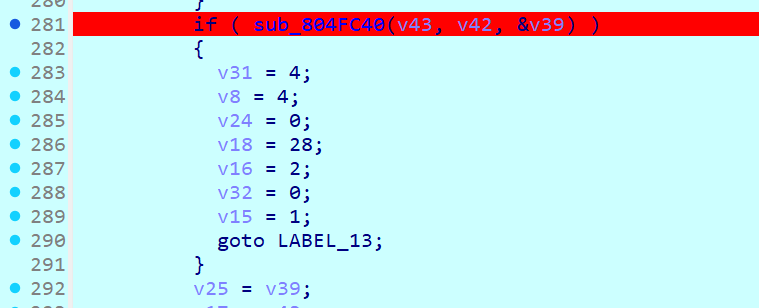 280 }
281 if ( sub_804FC40(v43, v42, &v39) )
282 {
283 v31 = 4;
284 v8 = 4;
285 v24 = 0;
286 v18 = 28;
287 v16 = 2;
288 v32 = 0;
289 v15 = 1;
290 goto LABEL_13;
291 }
292 v25 = v39;